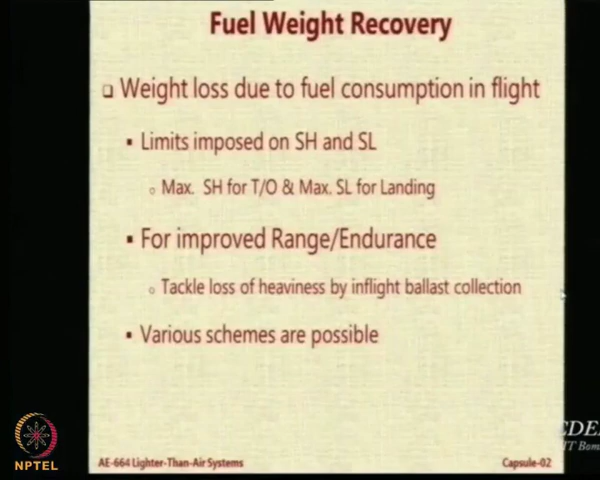 Fuel Weight Recovery
Weight loss due to fuel consumption in flight
Limits imposed on SH and SL
Max. SH for T/O & Max. SL for Landing
For improved Range/Endurance
Tackle loss of heaviness by inflight ballast collection
Various schemes are possible
NPTEL
AE-664 Lighter-Than-Air Systems
Capsule-02